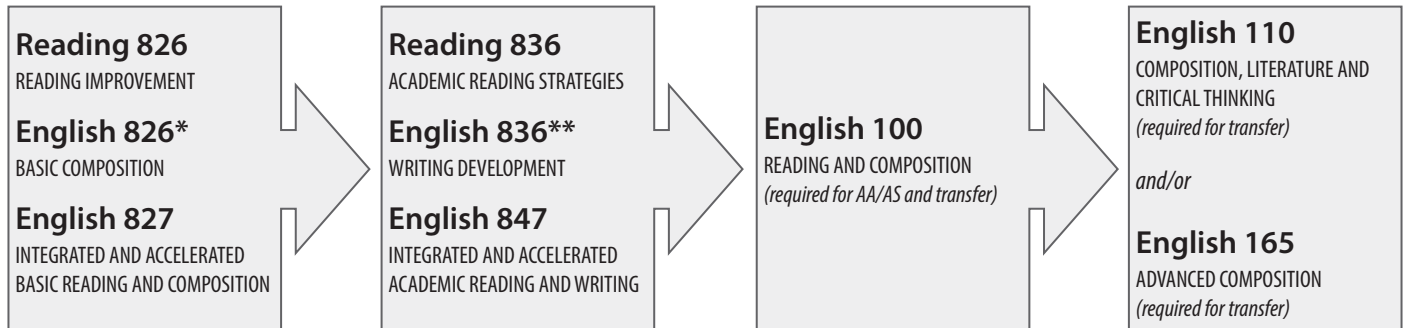 Reading 826
READING IMPROVEMENT
English 826*
BASIC COMPOSITION
English 827
INTEGRATED AND ACCELERATED
BASIC READING AND COMPOSITION
Reading 836
ACADEMIC READING STRATEGIES
English 836**
WRITING DEVELOPMENT
English 847
INTEGRATED AND ACCELERATED
ACADEMIC READING AND WRITING
English 100
READING AND COMPOSITION
(required for AA/AS and transfer)
English 110
COMPOSITION, LITERATURE AND
CRITICAL THINKING
(required for transfer)
and/or
English 165
ADVANCED COMPOSITION
(required for transfer)